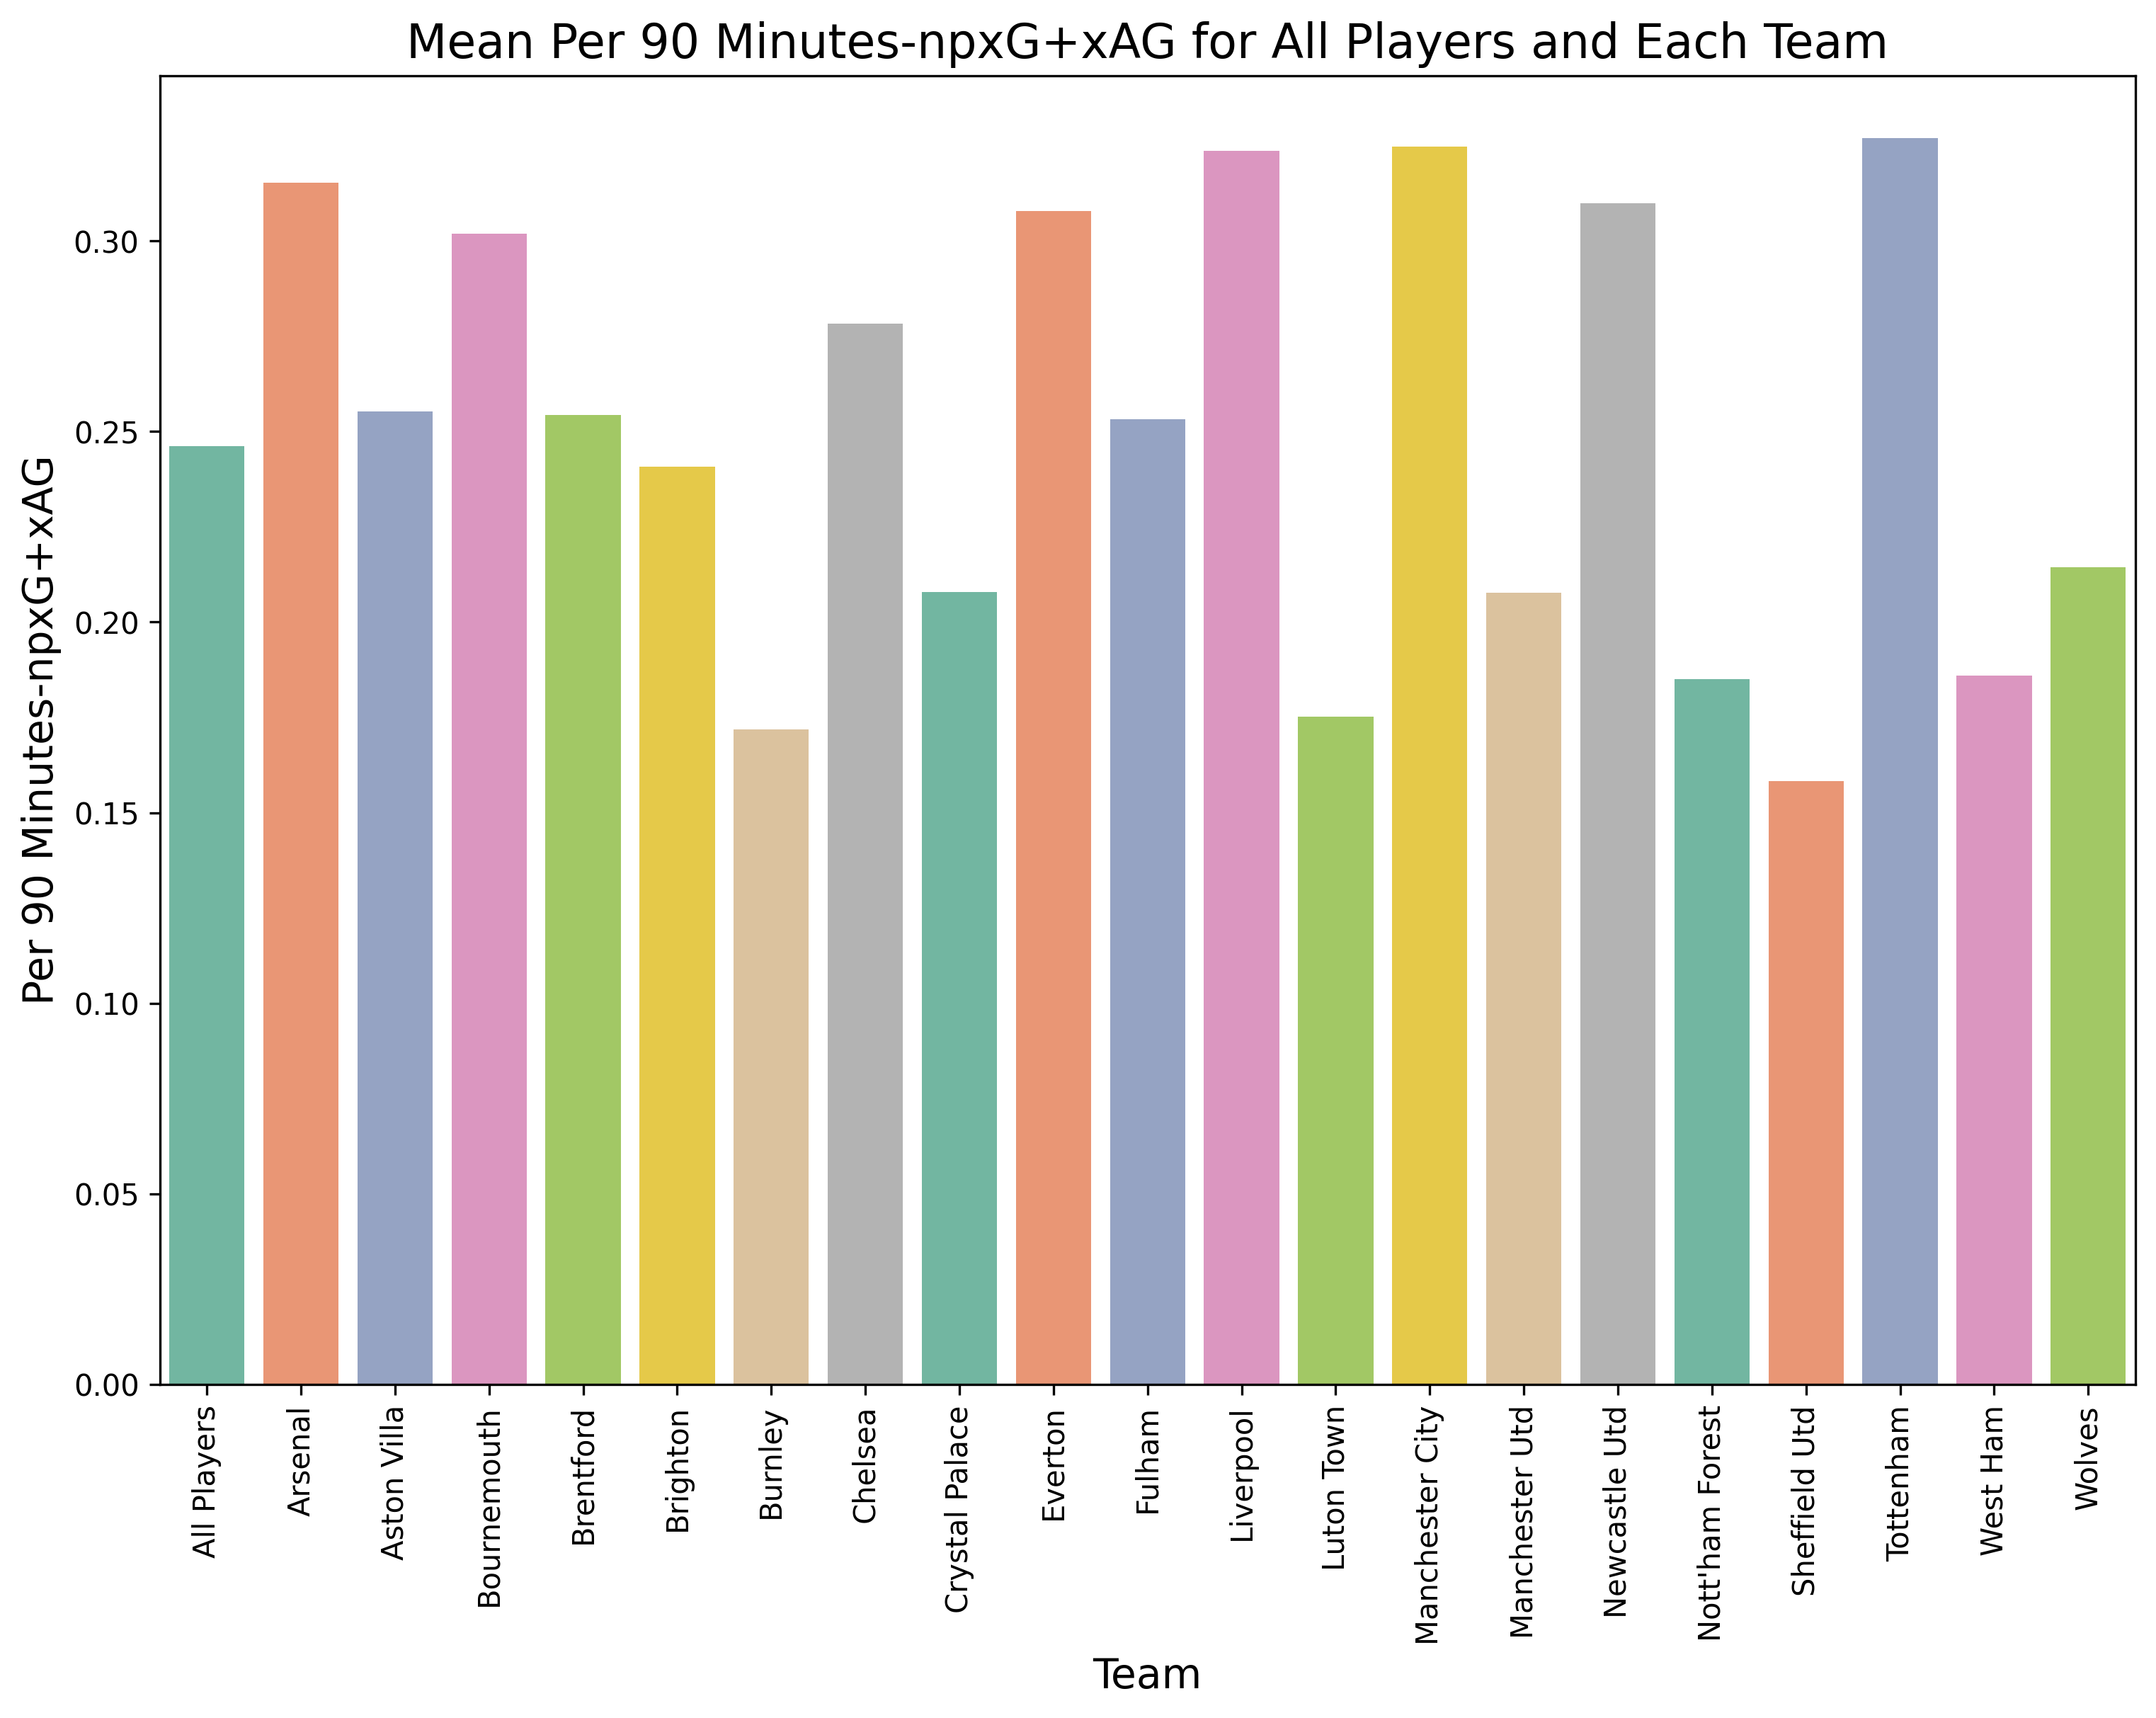 Mean Per 90 Minutes-npxG+xAG for All Players and Each Team
Per 90 Minutes-npxG+xAG
0.30
0.25
0.20
0.15
0.10
0.05
0.00
All Players
Arsenal
Aston Villa
Bournemouth
Brentford
Brighton
Burnley
Chelsea
Crystal Palace
Everton
Fulham
Liverpool
Luton Town
Manchester City
Manchester Utd
Newcastle Utd
Nott'ham Forest
Sheffield Utd
Tottenham
West Ham
Wolves
Team